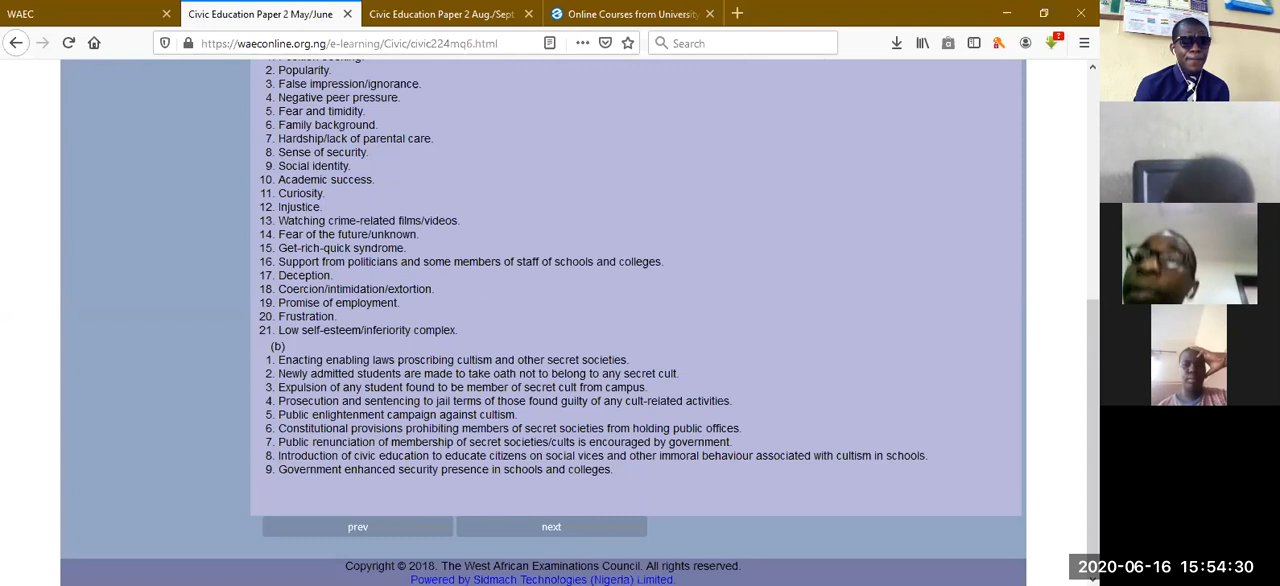 WAEC
Civic Education Paper 2 May/June
Civic Education Paper 2 Aug./Sept
Online Courses from University
https://waeconline.org.ng/e-learning/Civic/civic224mq6.html
Search
?
2. Popularity.
3. False impression/ignorance.
4. Negative peer pressure.
5. Fear and timidity.
6. Family background.
7. Hardship/lack of parental care.
8. Sense of security.
9. Social identity.
10. Academic success.
11. Curiosity.
12. Injustice.
13. Watching crime-related films/videos.
14. Fear of the future/unknown.
15. Get-rich-quick syndrome.
16. Support from politicians and some members of staff of schools and colleges.
17. Deception.
18. Coercion/intimidation/extortion.
19. Promise of employment.
20. Frustration.
21. Low self-esteem/inferiority complex.
(b)
1. Enacting enabling laws proscribing cultism and other secret societies.
2. Newly admitted students are made to take oath not to belong to any secret cult.
3. Expulsion of any student found to be member of secret cult from campus.
4. Prosecution and sentencing to jail terms of those found guilty of any cult-related activities.
5. Public enlightenment campaign against cultism.
6. Constitutional provisions prohibiting members of secret societies from holding public offices.
7. Public renunciation of membership of secret societies/cults is encouraged by government.
8. Introduction of civic education to educate citizens on social vices and other immoral behaviour associated with cultism in schools.
9. Government enhanced security presence in schools and colleges.
prev
next
Copyright © 2018. The West African Examinations Council. All rights reserved.
Powered by Sidmach Technologies (Nigeria) Limited.
2020-06-16 15:54:30